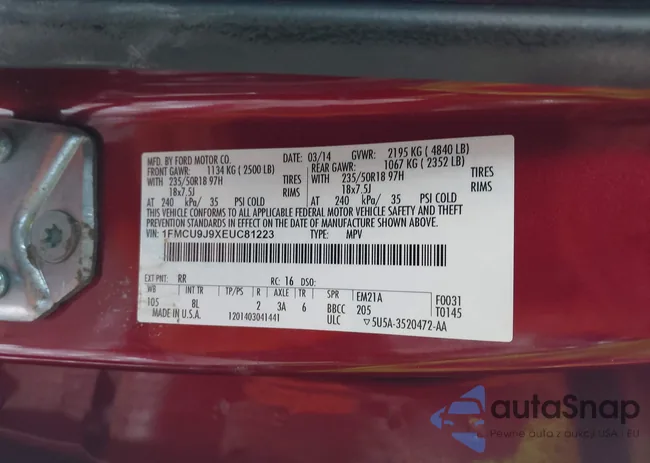 MFD. BY FORD MOTOR CO. DATE: 03/14 GVWR: 2195 KG ( 4840 LB)
FRONT GAWR: 1134 KG ( 2500 LB) REAR GAWR: 1067 KG ( 2352 LB)
WITH 235/50R18 97H TIRES WITH 235/50R18 97H TIRES
18x7.5J 18x7.5J
AT 240 kPa/ 35 PSI COLD AT 240 kPa/ 35 PSI COLD
THIS VEHICLE CONFORMS TO ALL APPLICABLE FEDERAL MOTOR VEHICLE SAFETY AND THEFT
PREVENTION STANDARDS IN EFFECT ON THE DATE OF MANUFACTURE SHOWN ABOVE.
VIN: 1FMCU9J9XEUC81223 TYPE: MPV
EXT PNT: RR RC: 16 DSO:
WB INT TR TP/PS R AXLE TR SPR EM21A F0031
105 8L 2 3A 6 BBCC 205 T0145
MADE IN U.S.A. 1201403041441 ULC ▽5U5A-3520472-AA
autaSnap
Pewne auta z aukcji USA, EU